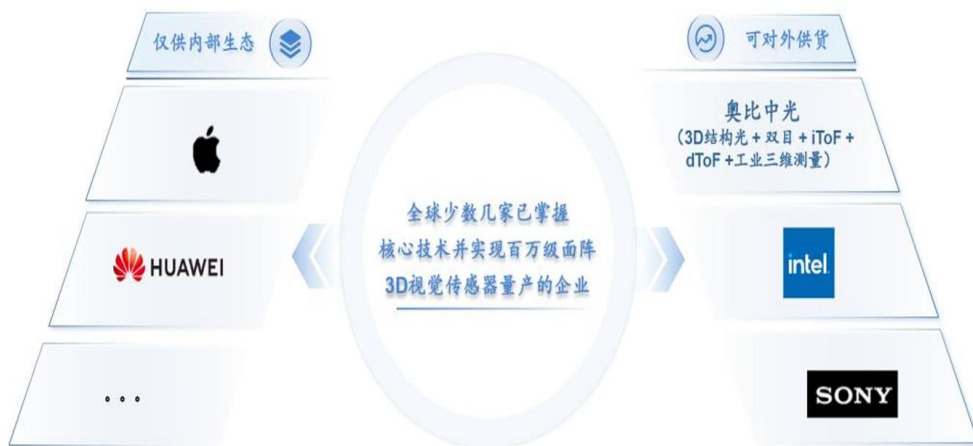 仅供内部生态
可对外供货
奥比中光
（3D结构光 + 双目 + iToF +
dToF +工业三维测量）
全球少数几家已掌握
核心技术并实现百万级面阵
3D视觉传感器量产的企业
HUAWEI
intel.
。。。
SONY